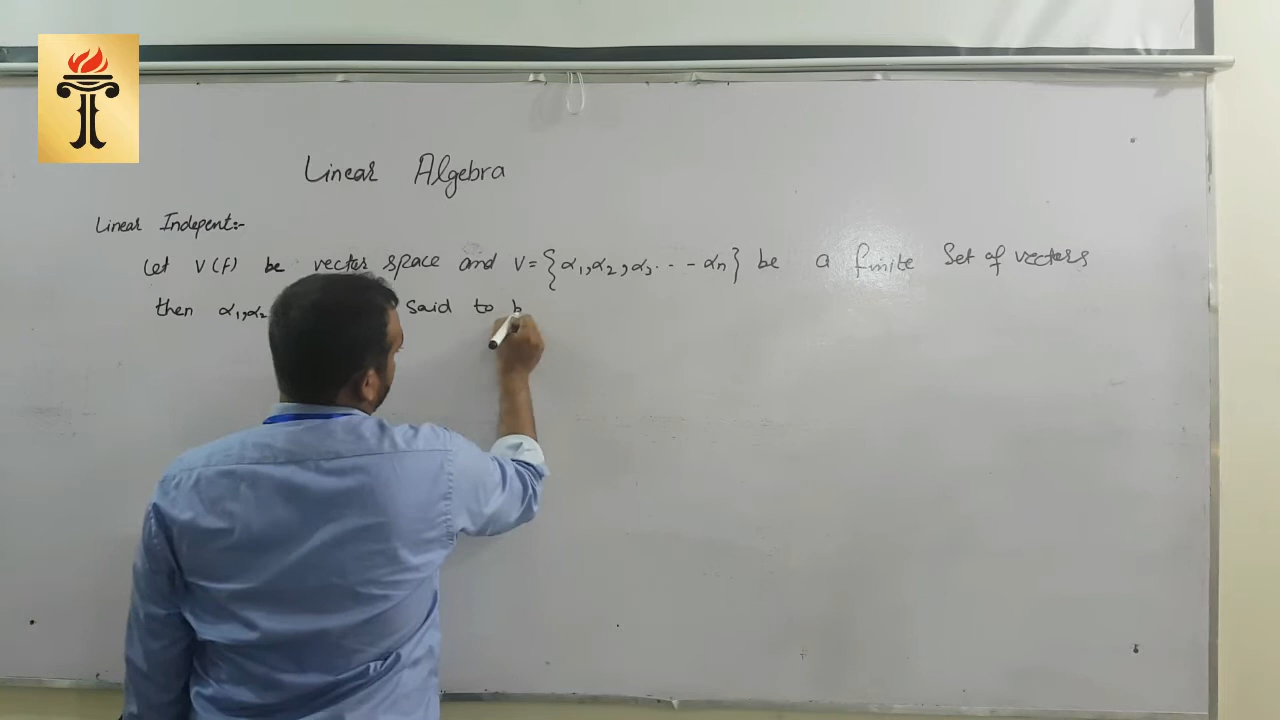 Linear Algebra
Linear Indepent:-
Let V(F) be vector space and V={α₁,α₂,α₃..--αn} be a finite Set of vectors
then α₁,α₂ said to b